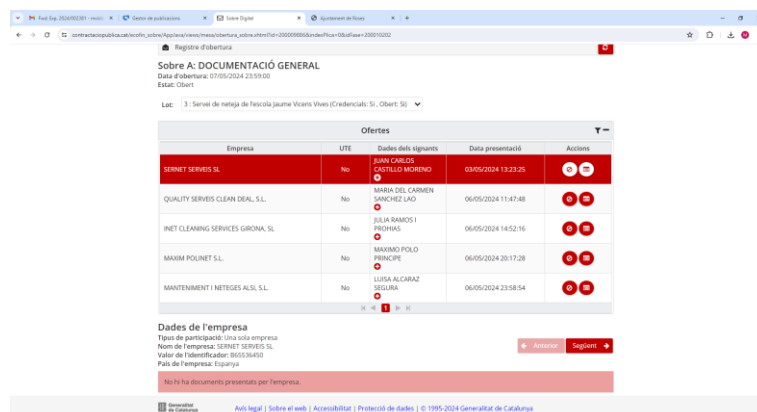 Sobre Digital
Ajuntament de Roses
Registre d'obertura
Sobre A: DOCUMENTACIÓ GENERAL
Data d'obertura: 07/05/2024 23:59:00
Estat: Obert
Lot: 3 : Servei de neteja de l'escola Jaume Vicens Vives (Credencials: Si , Obert: Si)
Ofertes
Empresa UTE Dades dels signants Data presentació Accions
SERNET SERVEIS SL No JUAN CARLOS CASTILLO MORENO 03/05/2024 13:23:25
QUALITY SERVEIS CLEAN DEAL, S.L. No MARIA DEL CARMEN SANCHEZ LAO 06/05/2024 11:47:48
INET CLEANING SERVICES GIRONA, SL No JULIA RAMOS I PROHIAS 06/05/2024 14:52:16
MAXIM POLINET S.L. No MAXIMO POLO PRINCIPE 06/05/2024 20:17:28
MANTENIMENT I NETEGES ALSI, S.L. No LUISA ALCARAZ SEGURA 06/05/2024 23:58:54
1
Dades de l'empresa
Tipus de participació: Una sola empresa
Nom de l'empresa: SERNET SERVEIS SL
Valor de l'identificador: B65536450
País de l'empresa: Espanya
Anterior Següent
No hi ha documents presentats per l'empresa.
Generalitat de Catalunya
Avís legal | Sobre el web | Accessibilitat | Protecció de dades | © 1995-2024 Generalitat de Catalunya